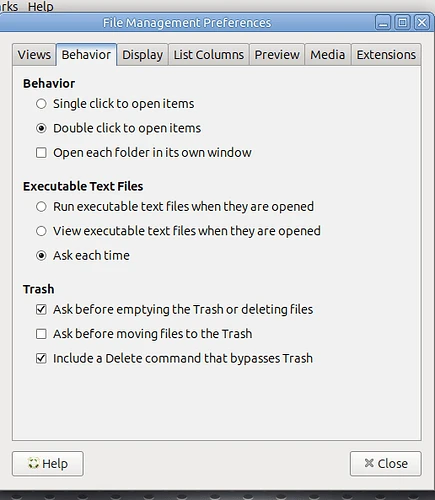 rks Help
File Management Preferences
Views Behavior Display List Columns Preview Media Extensions
Behavior
Single click to open items
Double click to open items
Open each folder in its own window
Executable Text Files
Run executable text files when they are opened
View executable text files when they are opened
Ask each time
Trash
Ask before emptying the Trash or deleting files
Ask before moving files to the Trash
Include a Delete command that bypasses Trash
Help Close